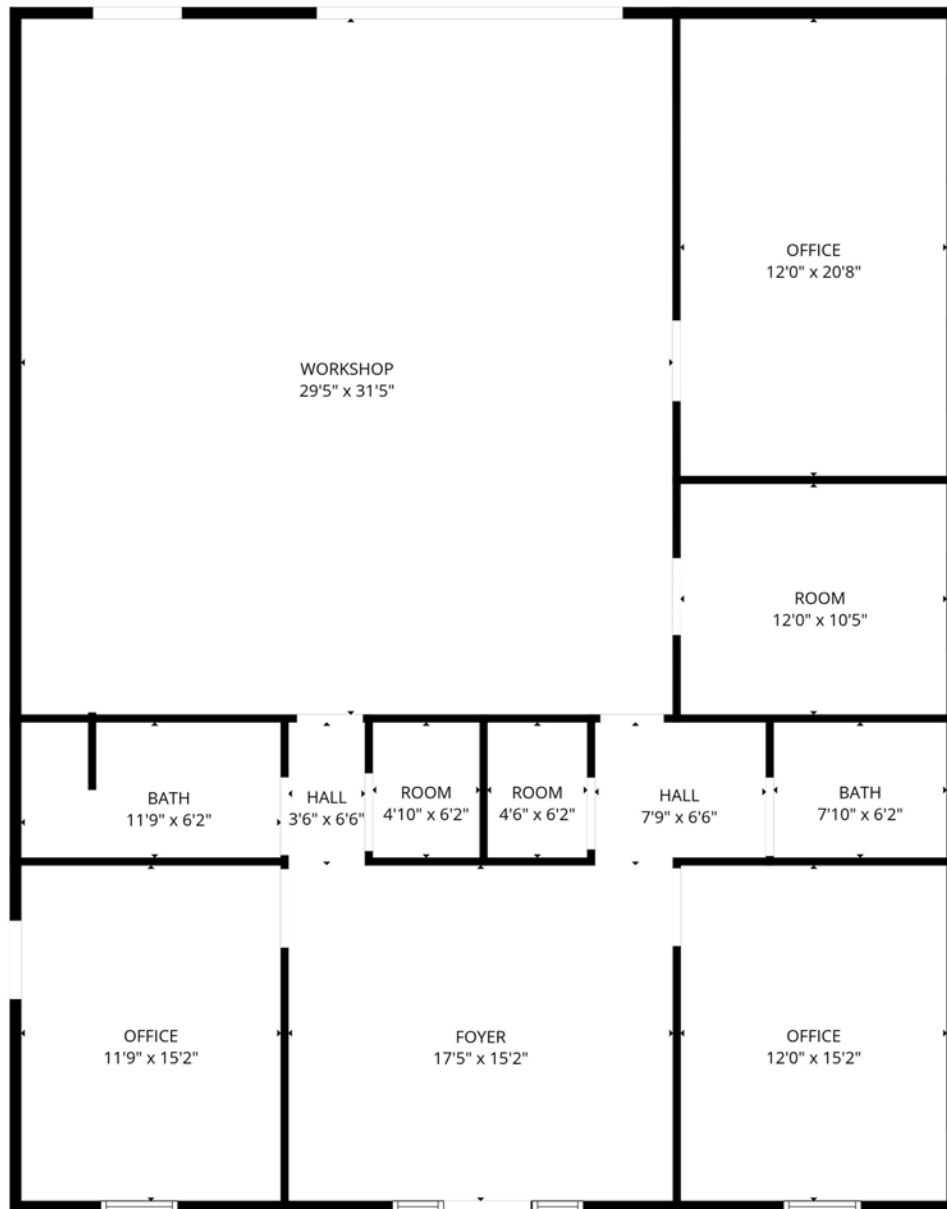 OFFICE
12'0" x 20'8"
WORKSHOP
29'5" x 31'5"
ROOM
12'0" x 10'5"
BATH
11'9" x 6'2"
HALL
3'6" x 6'6"
ROOM
4'10" x 6'2"
ROOM
4'6" x 6'2"
HALL
7'9" x 6'6"
BATH
7'10" x 6'2"
OFFICE
11'9" x 15'2"
FOYER
17'5" x 15'2"
OFFICE
12'0" x 15'2"